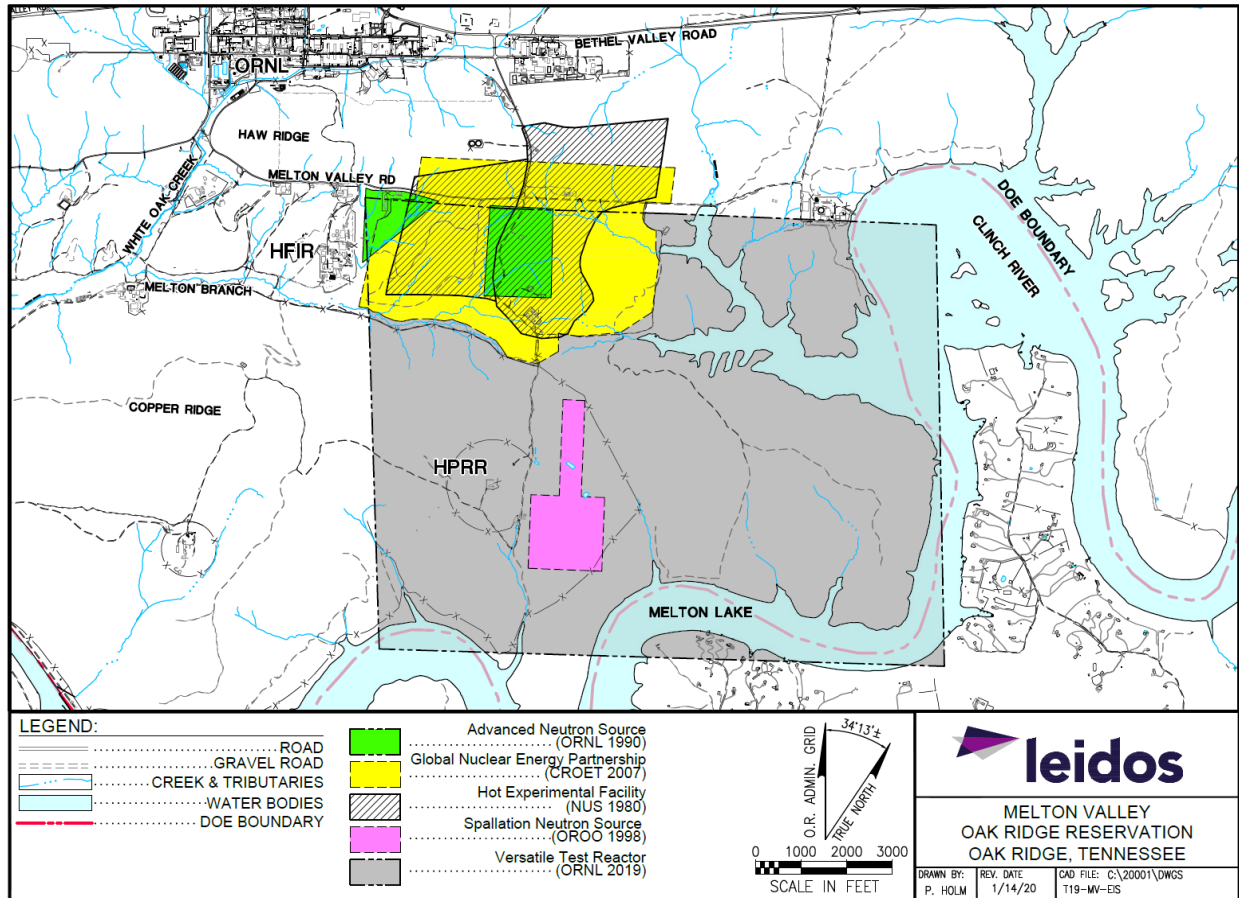 BETHEL VALLEY ROAD
ORNL
HAW RIDGE
MELTON VALLEY RD
WHITE OAK CREEK
DOE BOUNDARY
CLINCH RIVER
HFIR
MELTON BRANCH
COPPER RIDGE
HPRR
MELTON LAKE
LEGEND:
ROAD
GRAVEL ROAD
CREEK & TRIBUTARIES
WATER BODIES
DOE BOUNDARY
Advanced Neutron Source
(ORNL 1990)
Global Nuclear Energy Partnership
(CROET 2007)
Hot Experimental Facility
(NUS 1980)
Spallation Neutron Source
(OROO 1998)
Versatile Test Reactor
(ORNL 2019)
34°13'±
O.R. ADMIN. GRID
TRUE NORTH
0 1000 2000 3000
SCALE IN FEET
leidos
MELTON VALLEY
OAK RIDGE RESERVATION
OAK RIDGE, TENNESSEE
DRAWN BY: REV. DATE CAD FILE: C:\20001\DWGS
P. HOLM 1/14/20 T19-MV-EIS